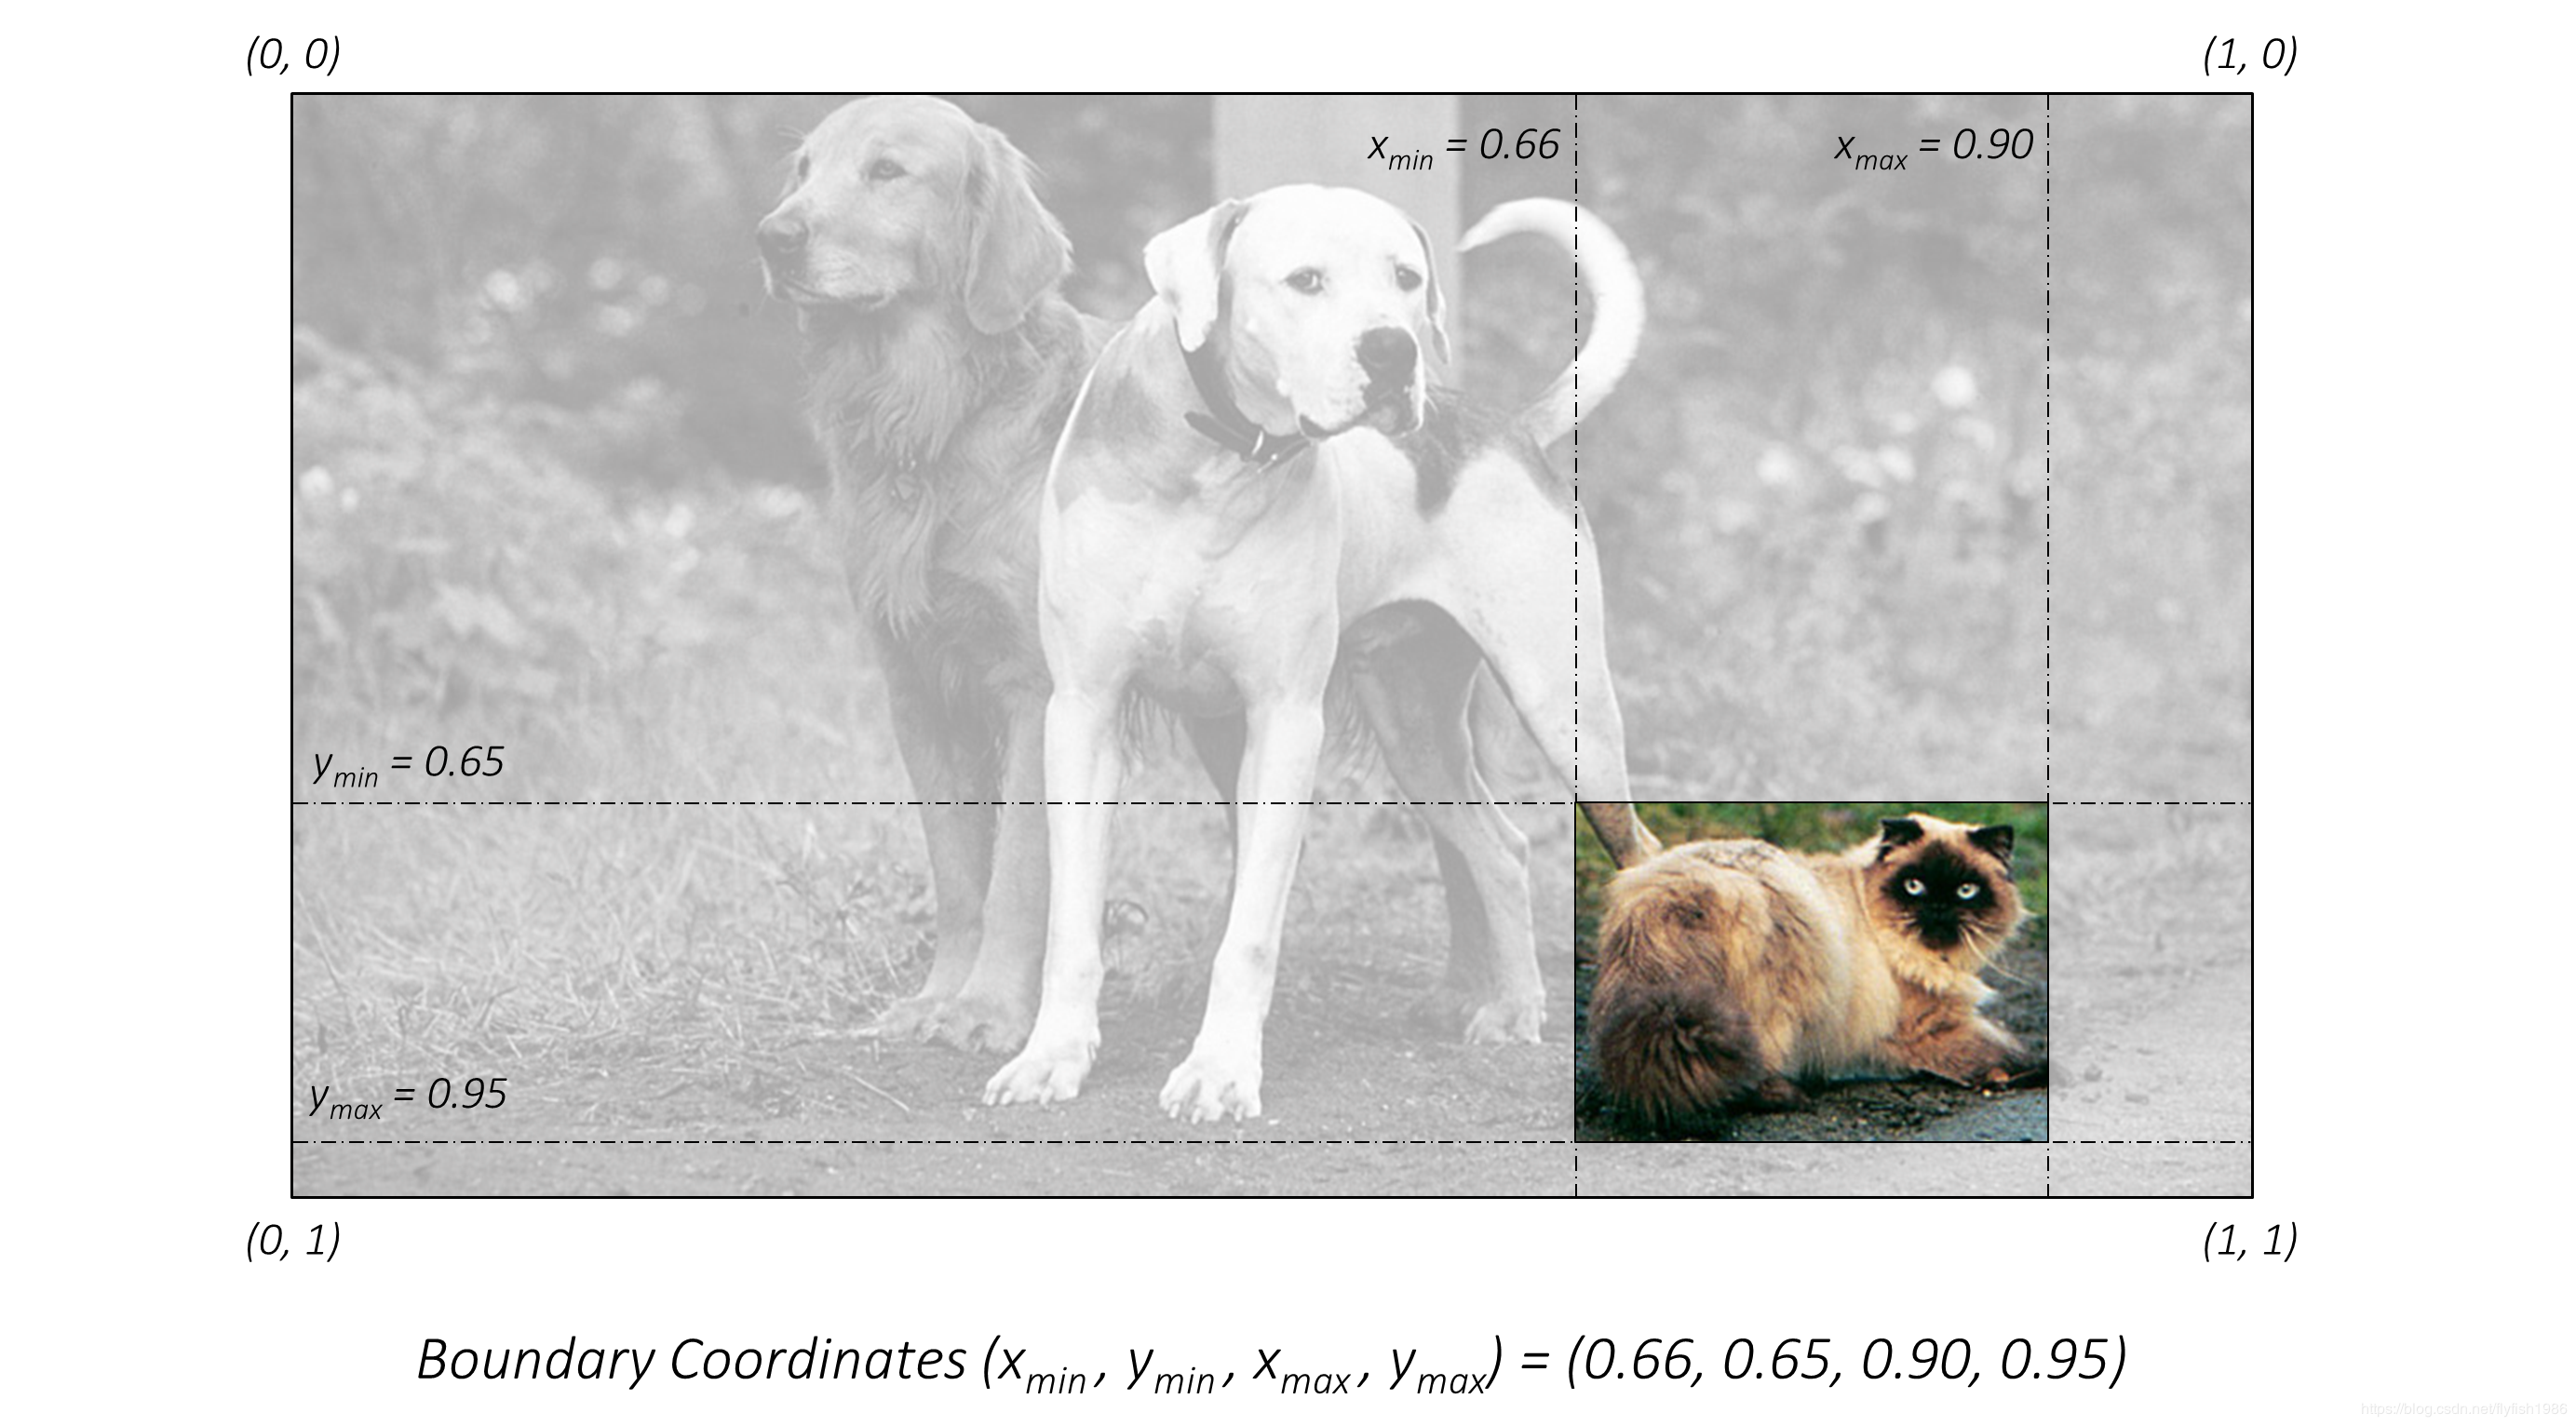 (0, 0)
(1, 0)
xmin = 0.66
xmax = 0.90
ymin = 0.65
ymax = 0.95
(0, 1)
(1, 1)
Boundary Coordinates (xmin, ymin, xmax, ymax) = (0.66, 0.65, 0.90, 0.95)
https://blog.csdn.net/flyfish1986